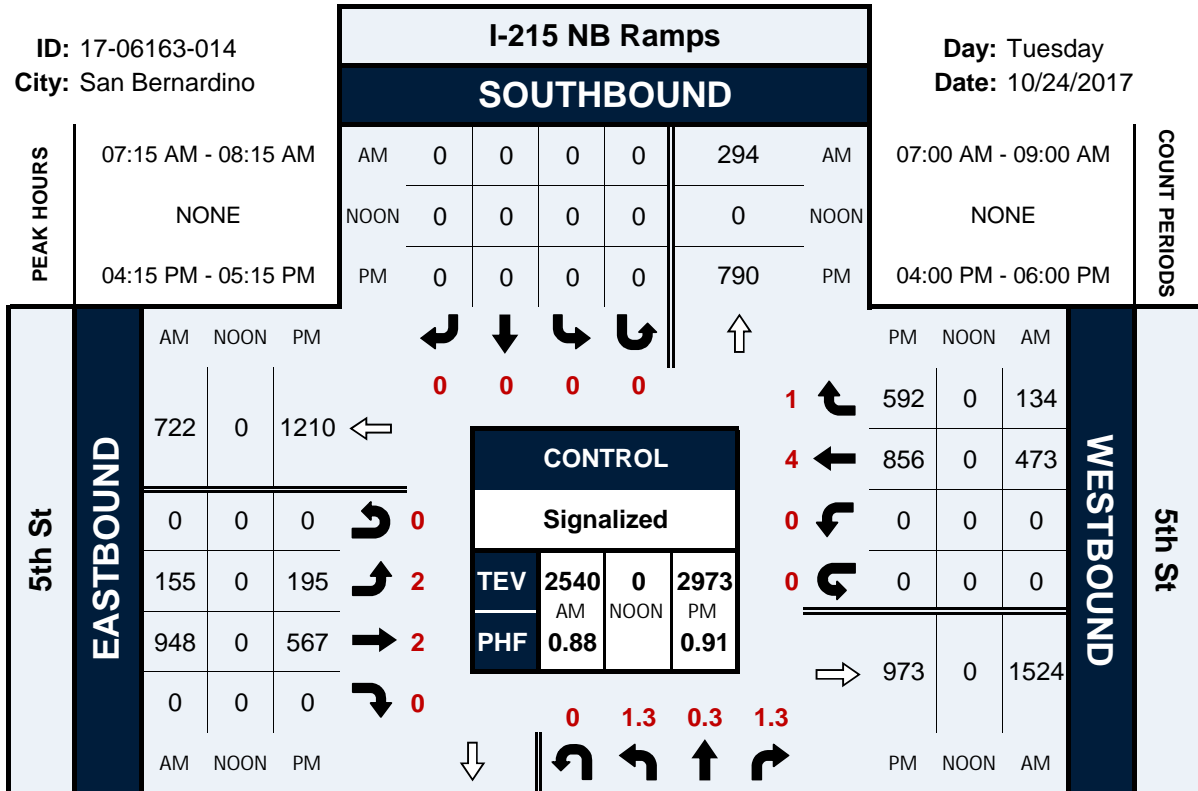 I-215 NB Ramps
ID: 17-06163-014
Day: Tuesday
City: San Bernardino
Date: 10/24/2017
SOUTHBOUND
PEAK HOURS
07:15 AM - 08:15 AM
NONE
04:15 PM - 05:15 PM
AM 0 0 0 0 294 AM
NOON 0 0 0 0 0 NOON
PM 0 0 0 0 790 PM
07:00 AM - 09:00 AM
NONE
04:00 PM - 06:00 PM
COUNT PERIODS
0 0 0 0
5th St
EASTBOUND
AM NOON PM
722 0 1210
0 0 0 0
155 0 195 2
948 0 567 2
0 0 0 0
AM NOON PM
CONTROL
Signalized
TEV 2540 0 2973
AM NOON PM
PHF 0.88 0.91
PM NOON AM
1 592 0 134
4 856 0 473
0 0 0 0
0 0 0 0
973 0 1524
PM NOON AM
WESTBOUND
5th St
0 1.3 0.3 1.3